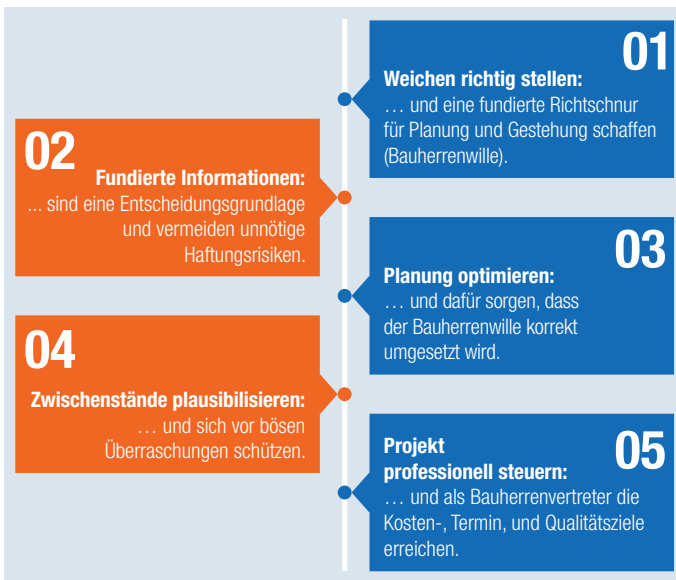 01
Weichen richtig stellen:
… und eine fundierte Richtschnur
für Planung und Gestehung schaffen
(Bauherrenwille).
02
Fundierte Informationen:
... sind eine Entscheidungsgrundlage
und vermeiden unnötige
Haftungsrisiken.
03
Planung optimieren:
… und dafür sorgen, dass
der Bauherrenwille korrekt
umgesetzt wird.
04
Zwischenstände plausibilisieren:
… und sich vor bösen
Überraschungen schützen.
05
Projekt
professionell steuern:
… und als Bauherrenvertreter die
Kosten-, Termin, und Qualitätsziele
erreichen.